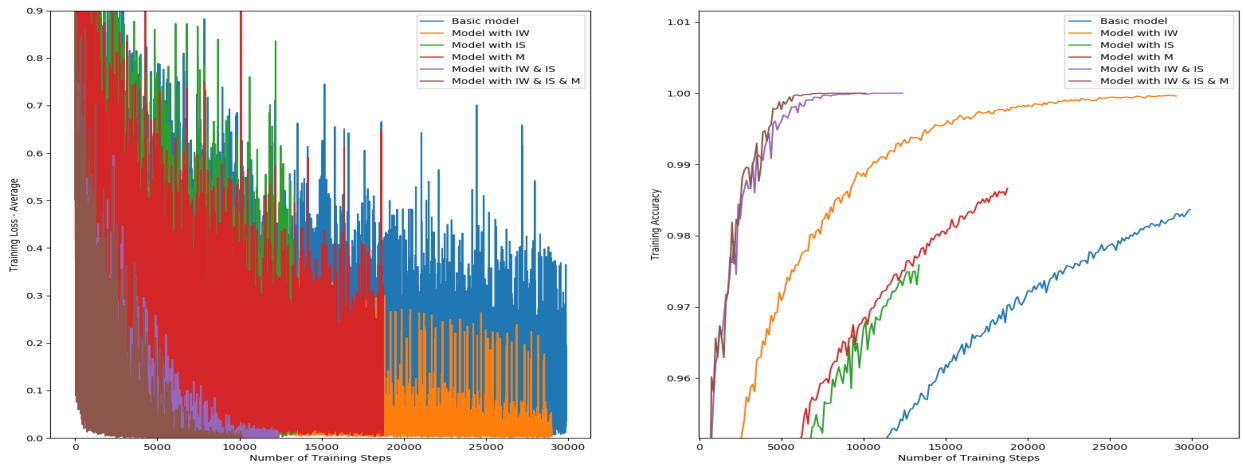 0.9
0.8
0.7
0.6
0.5
0.4
0.3
0.2
0.1
0.0
Training Loss - Average
0
5000
10000
15000
20000
25000
30000
Number of Training Steps
Basic model
Model with IW
Model with IS
Model with M
Model with IW & IS
Model with IW & IS & M
1.01
1.00
0.99
0.98
0.97
0.96
Training Accuracy
0
5000
10000
15000
20000
25000
30000
Number of Training Steps
Basic model
Model with IW
Model with IS
Model with M
Model with IW & IS
Model with IW & IS & M